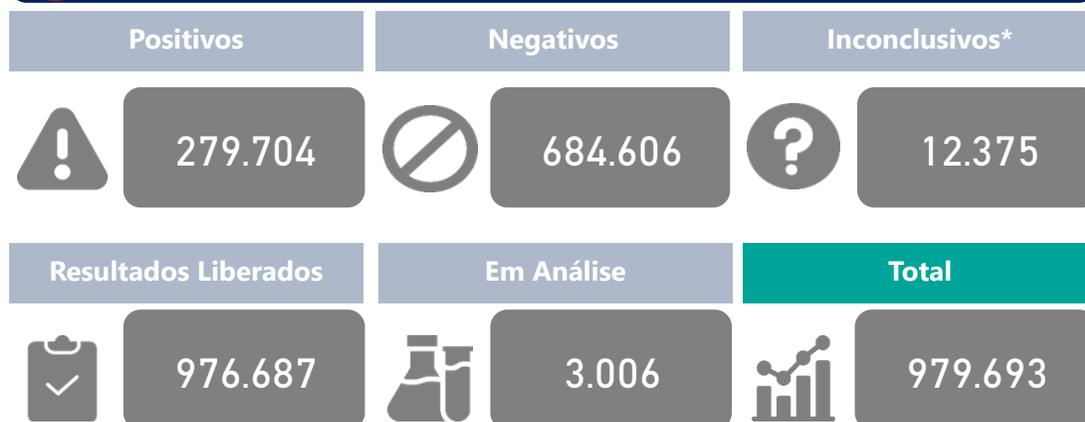 Positivos
Negativos
Inconclusivos*
279.704
684.606
12.375
Resultados Liberados
Em Análise
Total
976.687
3.006
979.693